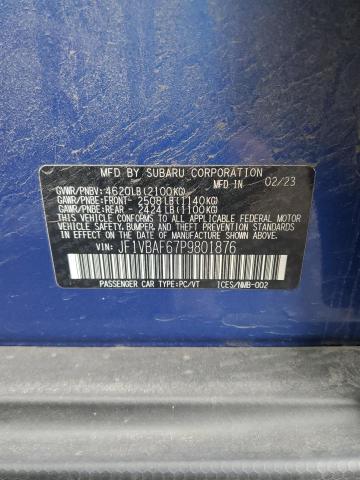 MFD BY SUBARU CORPORATION
MFD.IN 02/23
GVWR/PNBV: 4620LB(2100KG)
GAWR/PNBE:FRONT- 2508LB(1140KG)
GAWR/PNBE:REAR - 2424LB(1100KG)
THIS VEHICLE CONFORMS TO ALL APPLICABLE FEDERAL MOTOR
VEHICLE SAFETY, BUMPER, AND THEFT PREVENTION STANDARDS
IN EFFECT ON THE DATE OF MANUFACTURE SHOWN ABOVE.
VIN: JF1VBAF67P9801876
PASSENGER CAR TYPE:PC/VT ICES/NMB-002